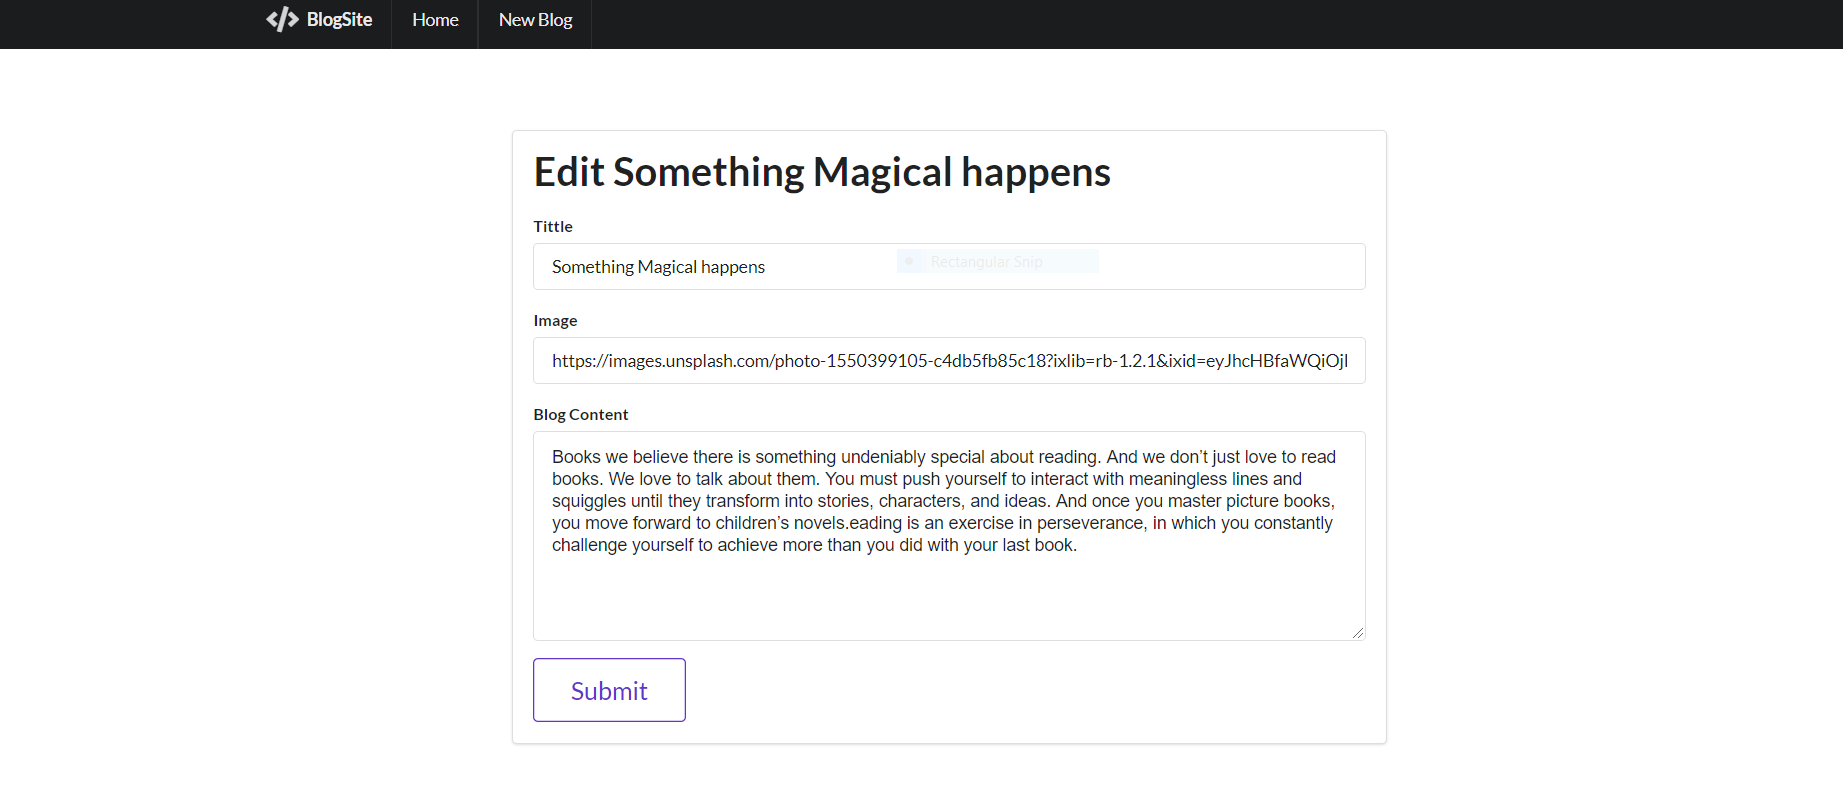 BlogSite
Home
New Blog
Edit Something Magical happens
Tittle
Something Magical happens
Rectangular Snip
Image
https://images.unsplash.com/photo-1550399105-c4db5fb85c18?ixlib=rb-1.2.1&ixid=eyJhcHBfaWQiOjI
Blog Content
Books we believe there is something undeniably special about reading. And we don’t just love to read
books. We love to talk about them. You must push yourself to interact with meaningless lines and
squiggles until they transform into stories, characters, and ideas. And once you master picture books,
you move forward to children’s novels.eading is an exercise in perseverance, in which you constantly
challenge yourself to achieve more than you did with your last book.
Submit